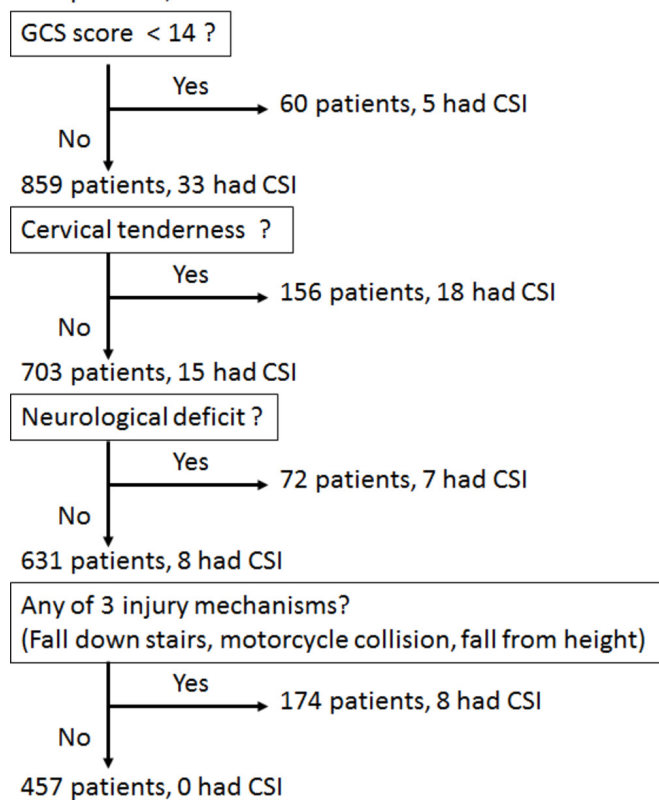 GCS score < 14 ?
Yes
60 patients, 5 had CSI
No
859 patients, 33 had CSI
Cervical tenderness ?
Yes
156 patients, 18 had CSI
No
703 patients, 15 had CSI
Neurological deficit ?
Yes
72 patients, 7 had CSI
No
631 patients, 8 had CSI
Any of 3 injury mechanisms?
(Fall down stairs, motorcycle collision, fall from height)
Yes
174 patients, 8 had CSI
No
457 patients, 0 had CSI